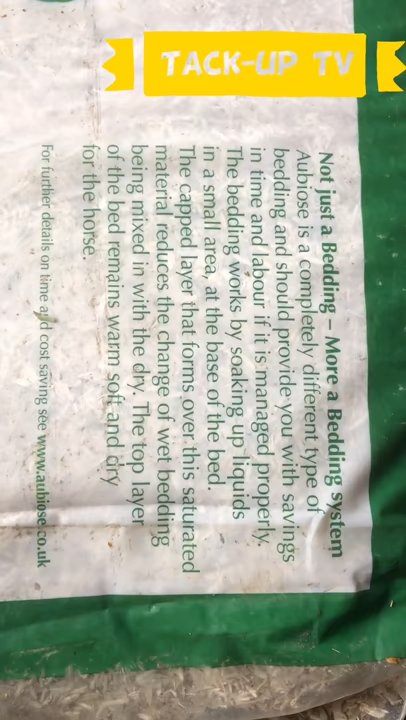 TACK-UP TV
Not just a Bedding – More a Bedding system
Aubiose is a completely different type of
bedding and should provide you with savings
in time and labour if it is managed properly.
The bedding works by soaking up liquids
in a small area, at the base of the bed.
The capped layer that forms over this saturated
material reduces the change of wet bedding
being mixed in with the dry. The top layer
of the bed remains warm soft and dry
for the horse.
For further details on time and cost saving see www.aubiose.co.uk